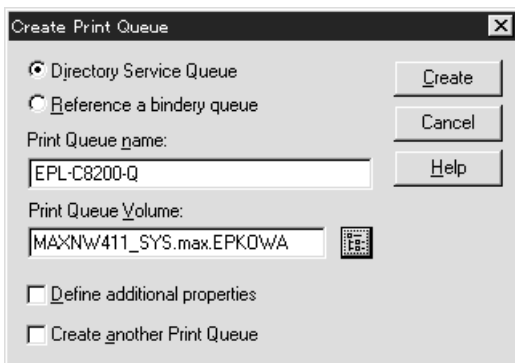 Create Print Queue
Directory Service Queue
Reference a bindery queue
Print Queue name:
EPL-C8200-Q
Print Queue Volume:
MAXNW411_SYS.max.EPKOWA
Define additional properties
Create another Print Queue
Create
Cancel
Help